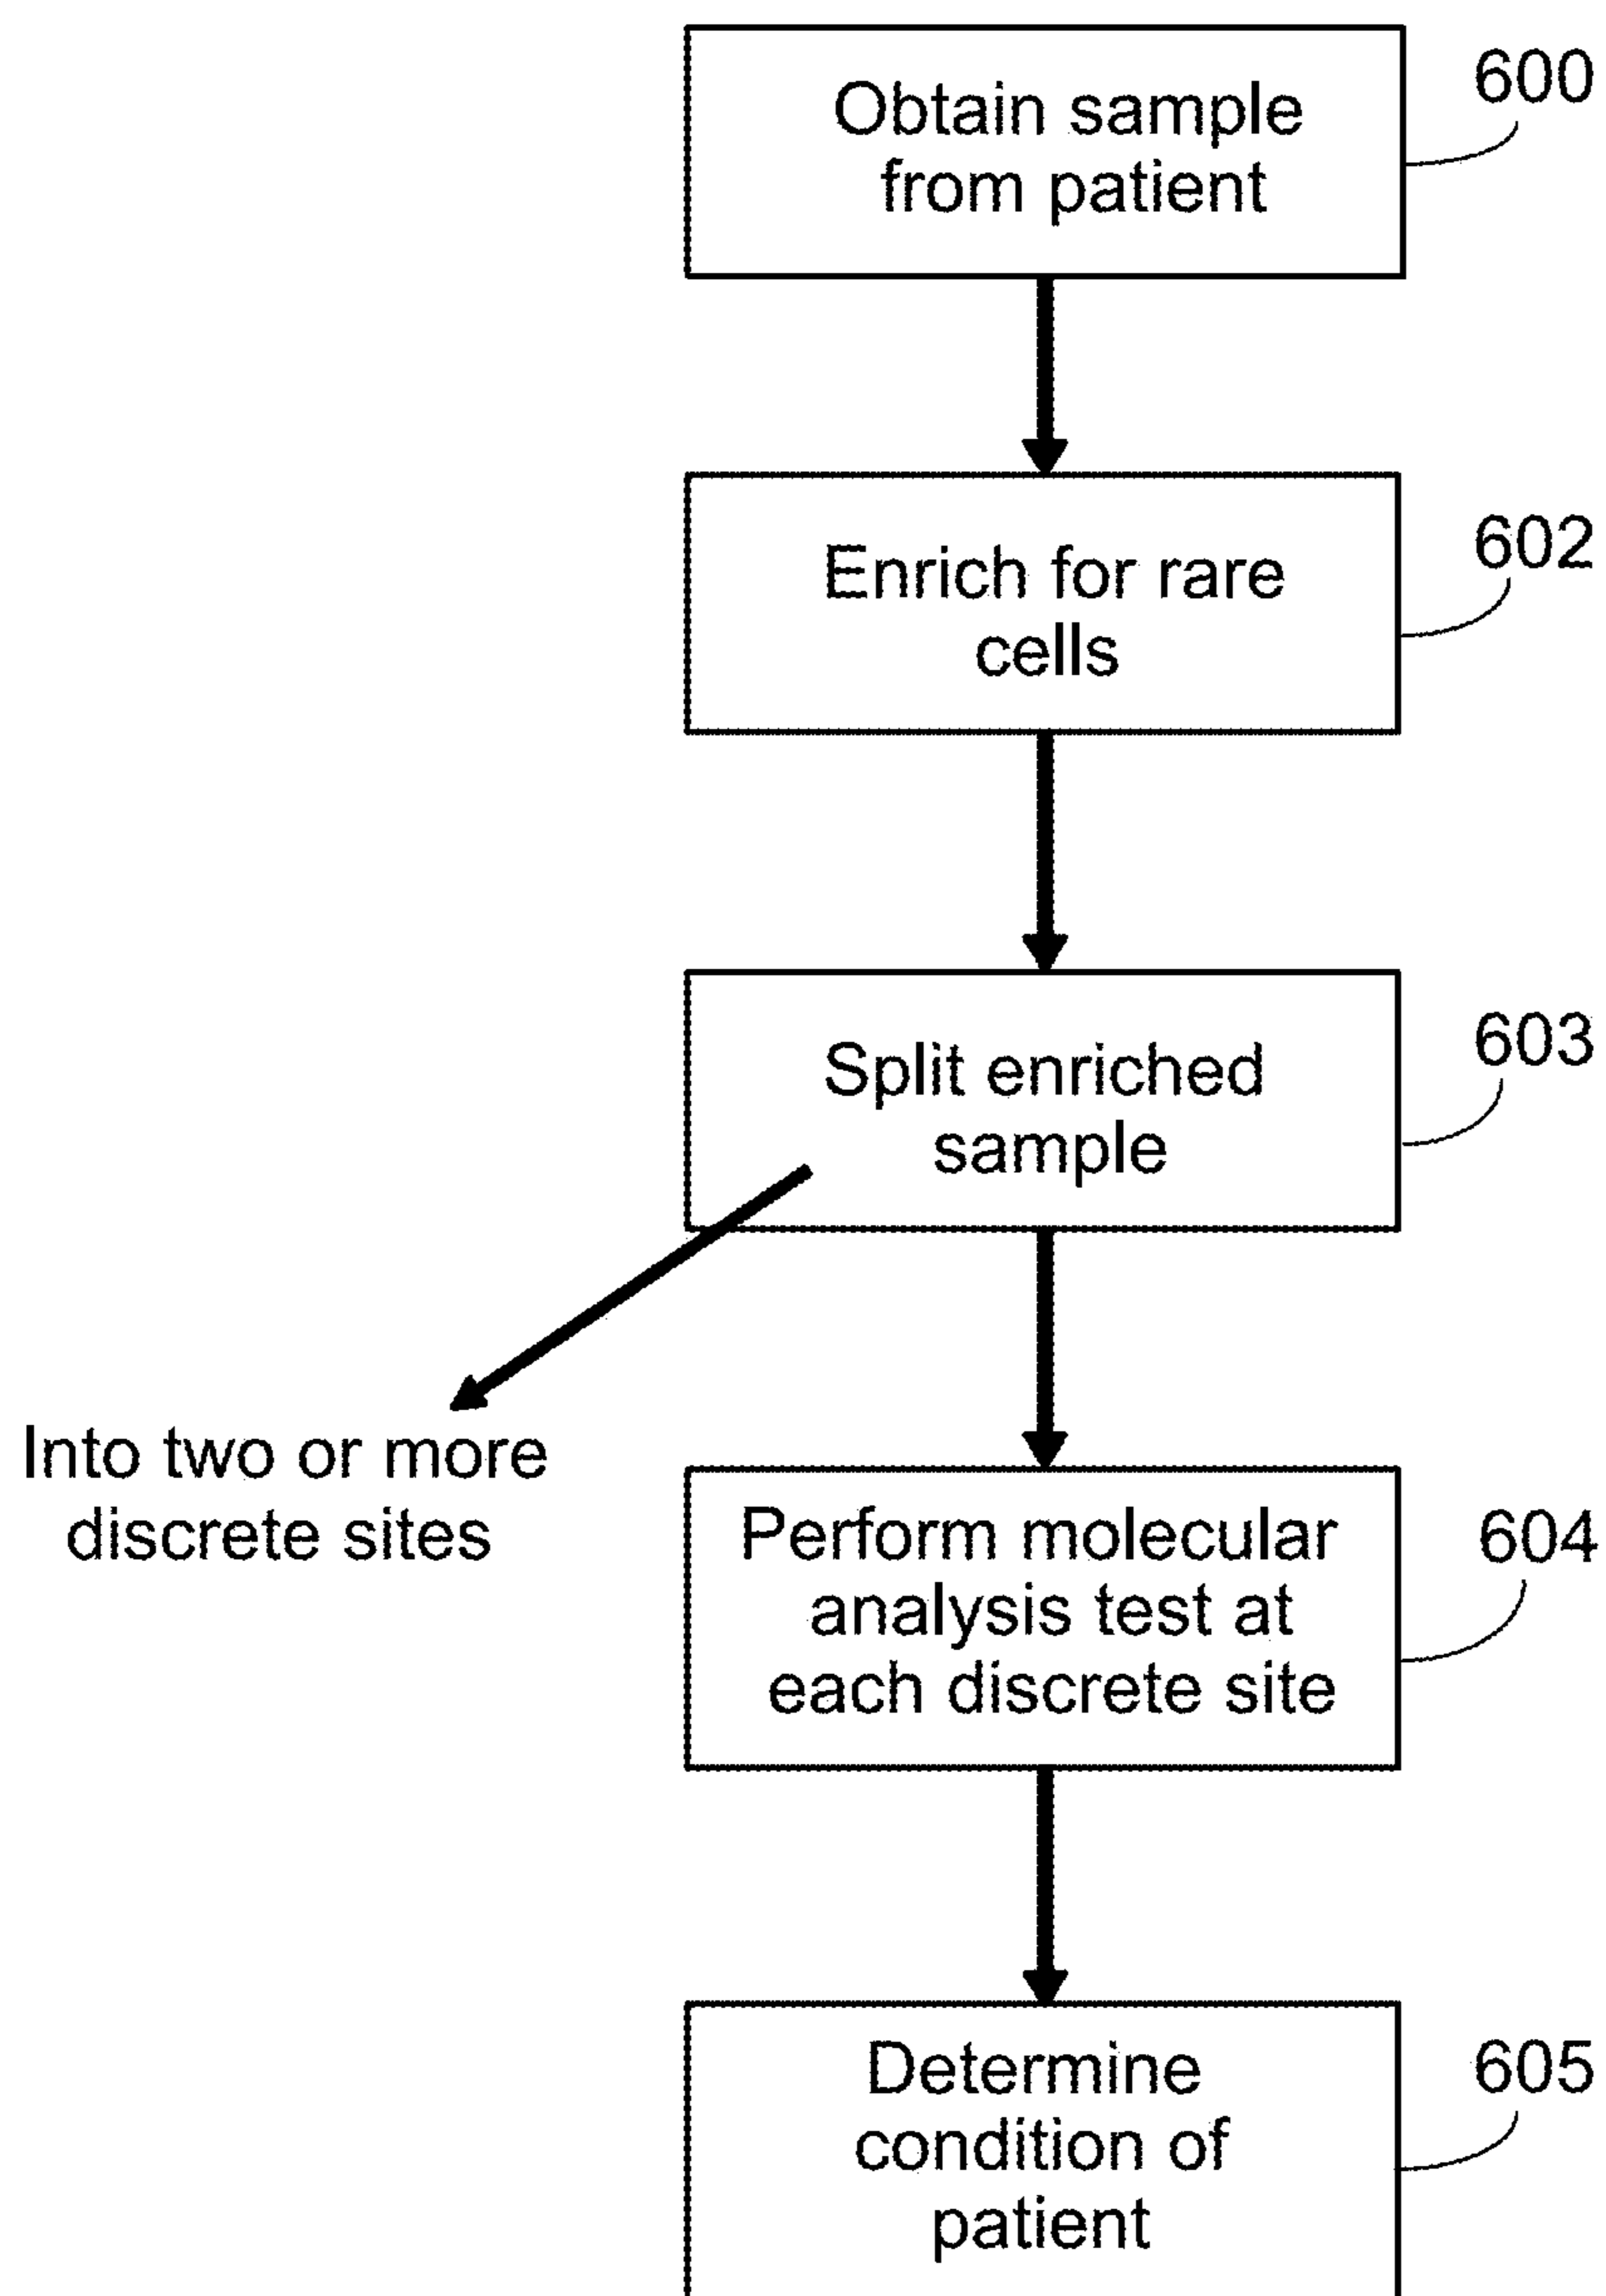 Obtain sample
from patient
600
Enrich for rare
cells
602
Split enriched
sample
603
Into two or more
discrete sites
Perform molecular
analysis test at
each discrete site
604
Determine
condition of
patient
605